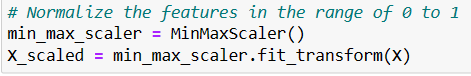 # Normalize the features in the range of 0 to 1
min_max_scaler = MinMaxScaler()
X_scaled = min_max_scaler.fit_transform(X)